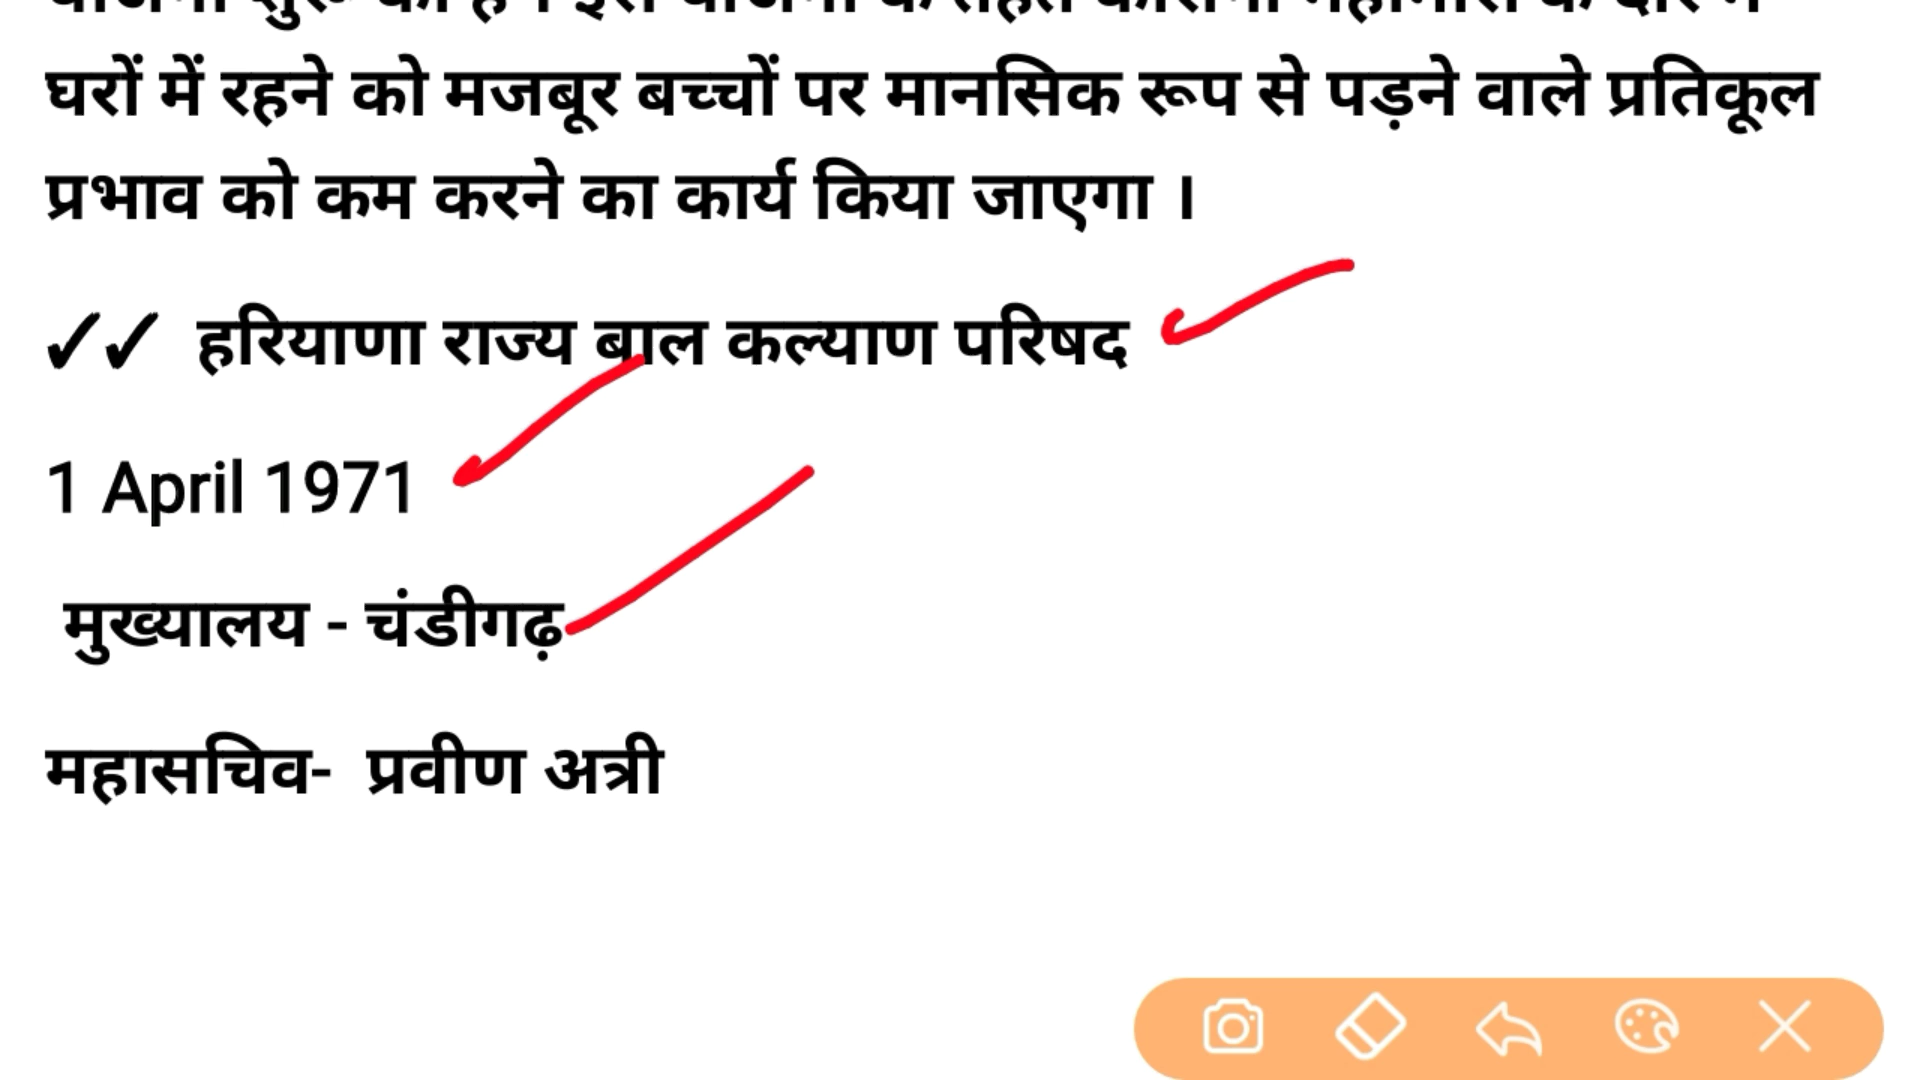 घरों में रहने को मजबूर बच्चों पर मानसिक रूप से पड़ने वाले प्रतिकूल
प्रभाव को कम करने का कार्य किया जाएगा ।
✓✓ हरियाणा राज्य बाल कल्याण परिषद
1 April 1971
मुख्यालय - चंडीगढ़
महासचिव- प्रवीण अत्री